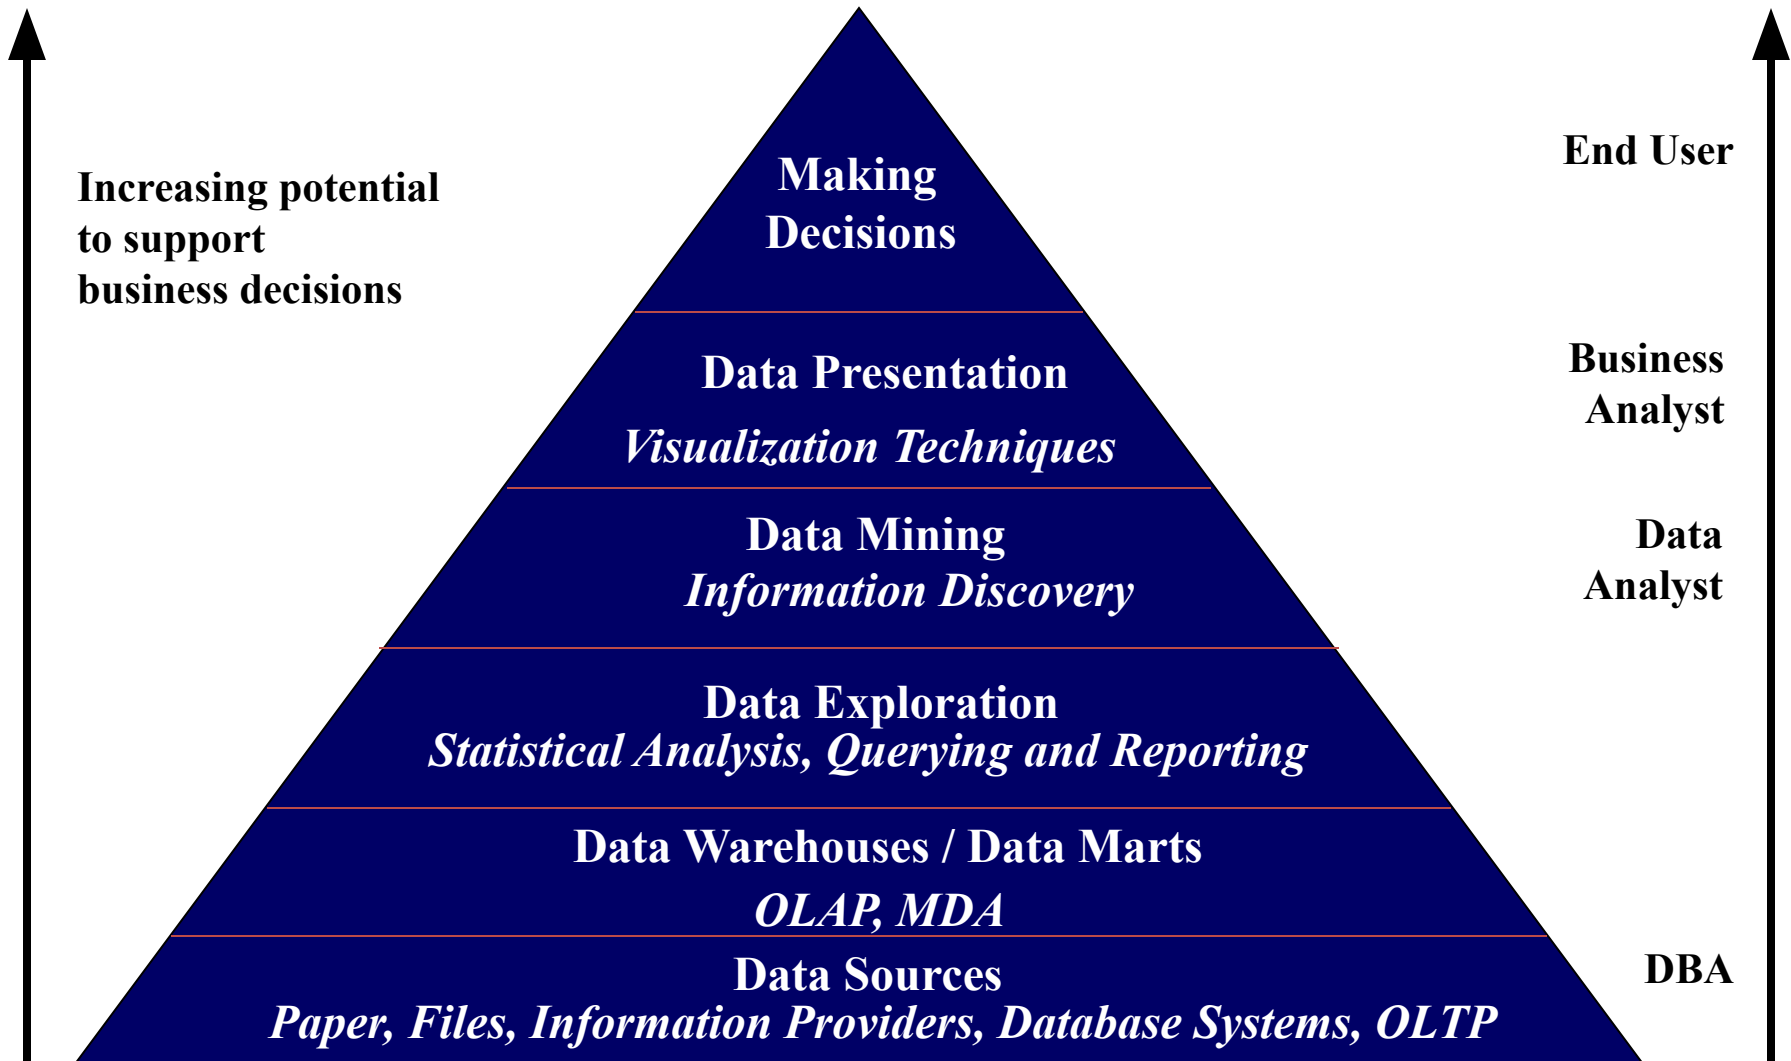 Making
Decisions
End User
Increasing potential
to support
business decisions
Data Presentation
Visualization Techniques
Business
Analyst
Data Mining
Information Discovery
Data
Analyst
Data Exploration
Statistical Analysis, Querying and Reporting
Data Warehouses / Data Marts
OLAP, MDA
Data Sources
Paper, Files, Information Providers, Database Systems, OLTP
DBA